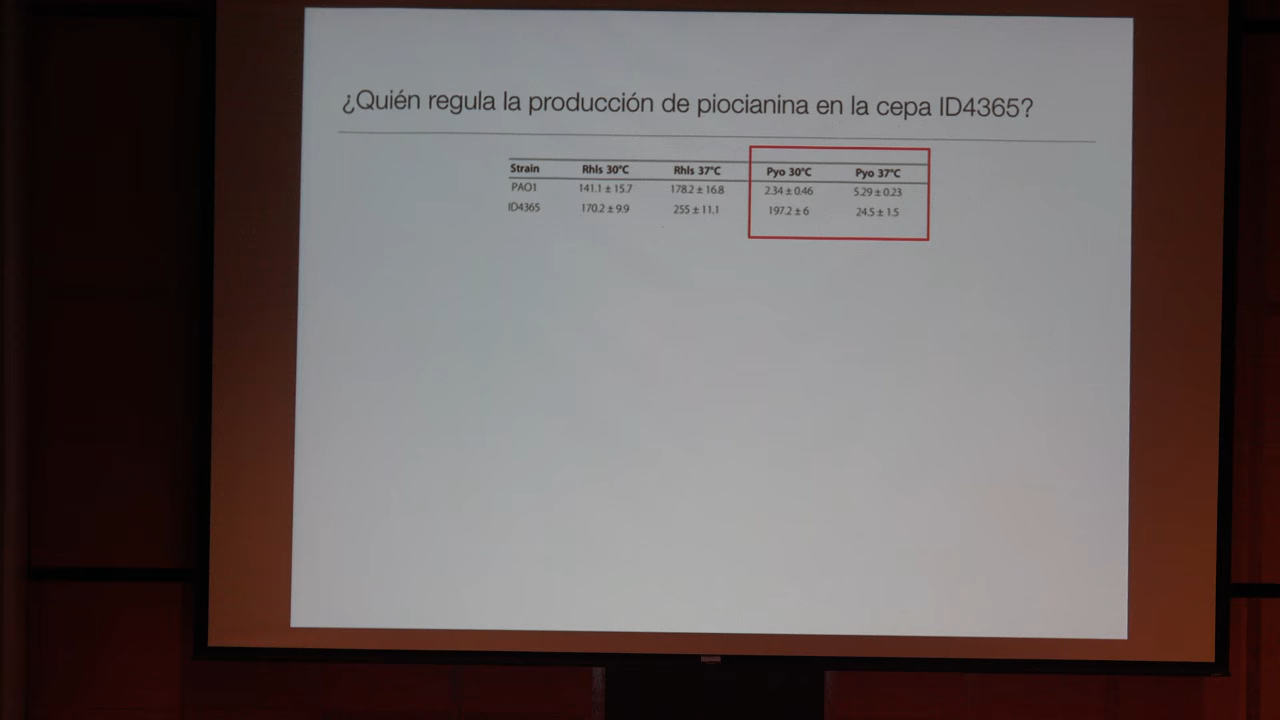 ¿Quién regula la producción de piocianina en la cepa ID4365?
Strain Rhls 30°C Rhls 37°C Pyo 30°C Pyo 37°C
PAO1 141.1 ± 15.7 178.2 ± 16.8 2.34 ± 0.46 5.29 ± 0.23
ID4365 170.2 ± 9.9 255 ± 11.1 197.2 ± 6 24.5 ± 1.5